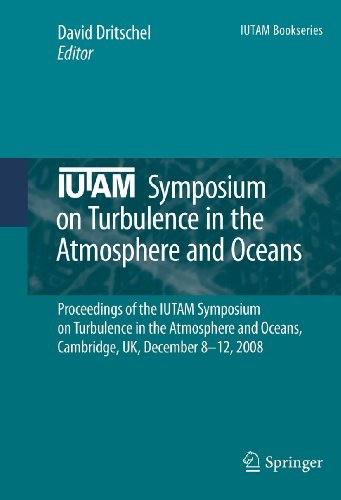 David Dritschel
Editor
IUTAM Bookseries
IUTAM Symposium
on Turbulence in the
Atmosphere and Oceans
Proceedings of the IUTAM Symposium
on Turbulence in the Atmosphere and Oceans,
Cambridge, UK, December 8–12, 2008
Springer